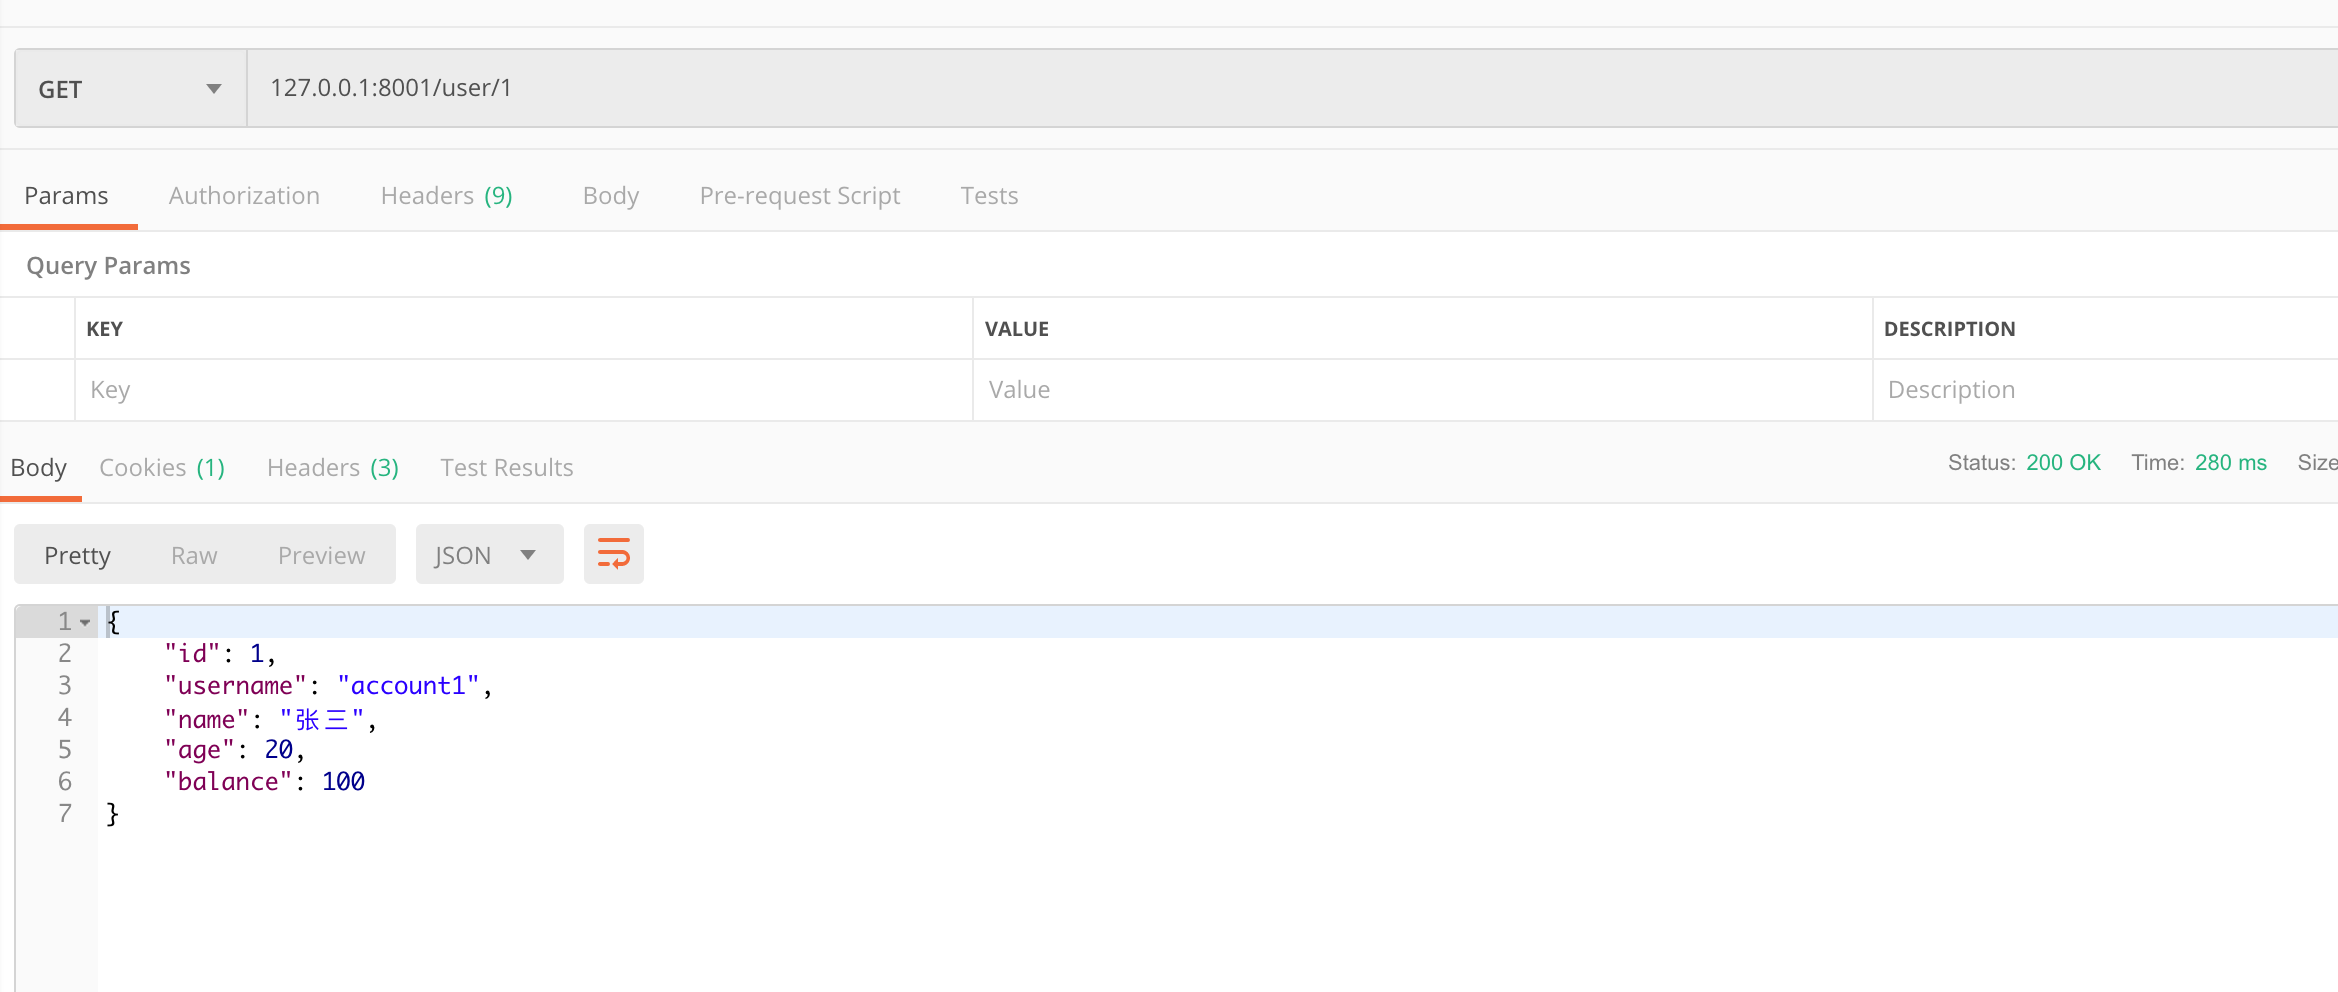 GET 127.0.0.1:8001/user/1
Params Authorization Headers (9) Body Pre-request Script Tests
Query Params
KEY VALUE DESCRIPTION
Key Value Description
Body Cookies (1) Headers (3) Test Results Status: 200 OK Time: 280 ms Size
Pretty Raw Preview JSON
1 {
2 "id": 1,
3 "username": "account1",
4 "name": "张三",
5 "age": 20,
6 "balance": 100
7 }